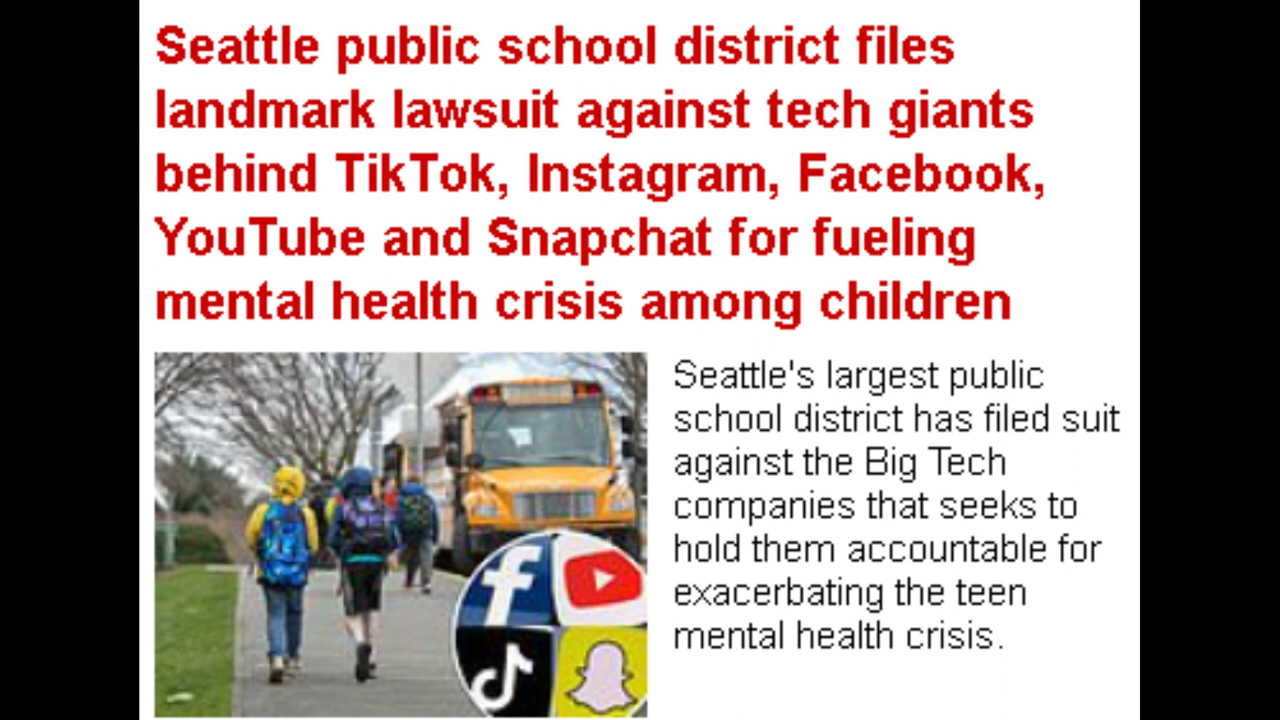 Seattle public school district files
landmark lawsuit against tech giants
behind TikTok, Instagram, Facebook,
YouTube and Snapchat for fueling
mental health crisis among children
Seattle's largest public
school district has filed suit
against the Big Tech
companies that seeks to
hold them accountable for
exacerbating the teen
mental health crisis.